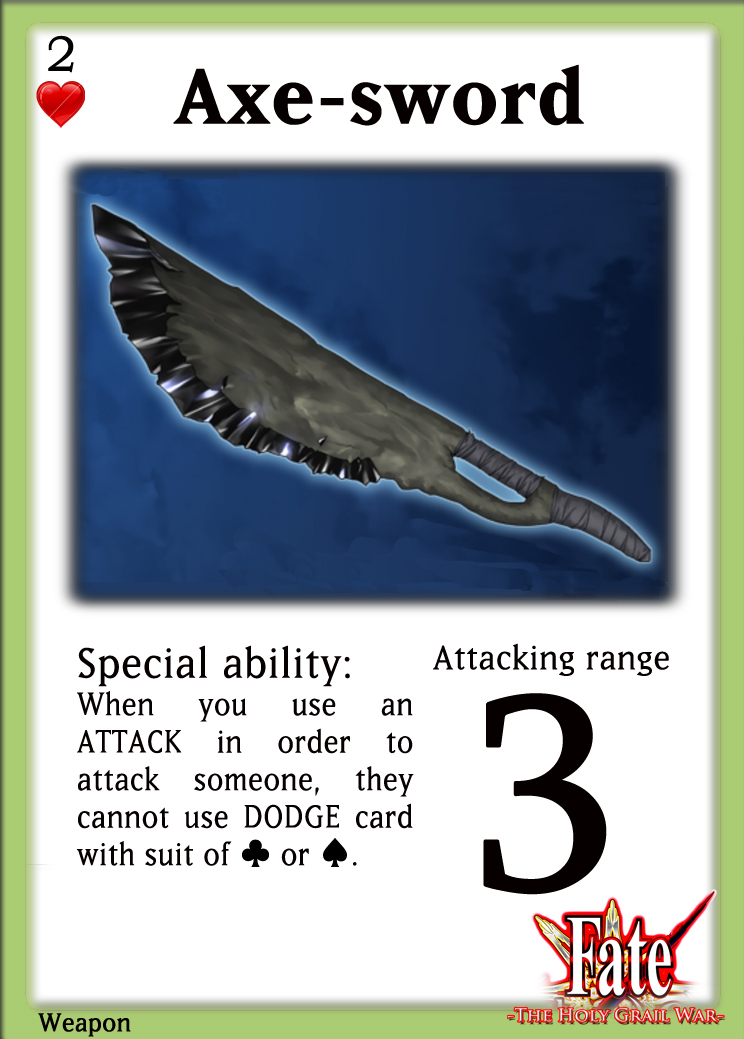 2
Axe-sword
Special ability:
When you use an
ATTACK in order to
attack someone, they
cannot use DODGE card
with suit of ♣ or ♠.
Attacking range
3
Fate
-THE HOLY GRAIL WAR-
Weapon